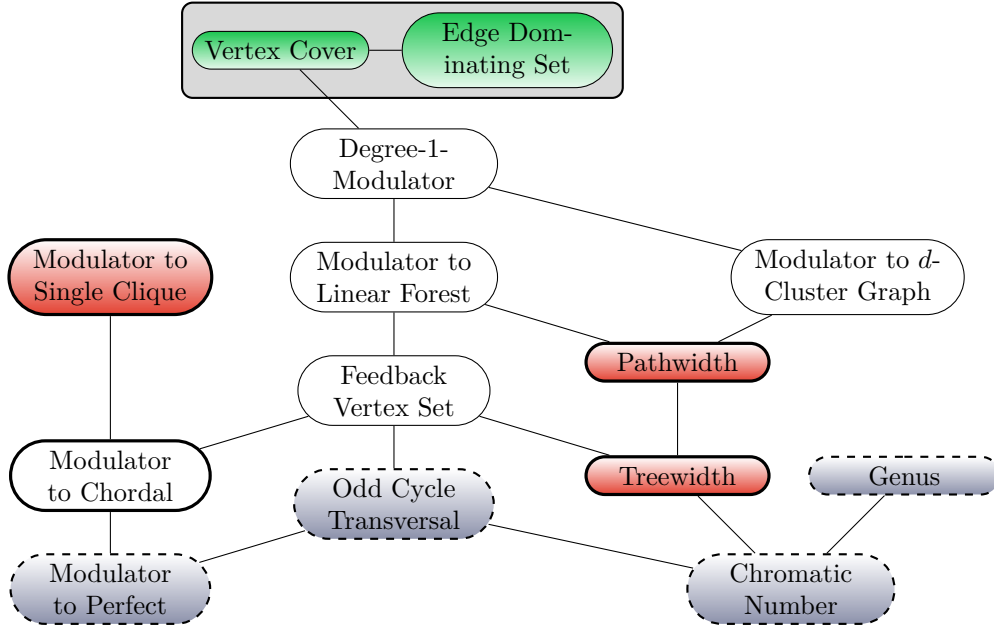 Vertex Cover
Edge Dom-
inating Set
Degree-1-
Modulator
Modulator to
Single Clique
Modulator to
Linear Forest
Modulator to d-
Cluster Graph
Pathwidth
Feedback
Vertex Set
Modulator
to Chordal
Odd Cycle
Transversal
Treewidth
Genus
Modulator
to Perfect
Chromatic
Number